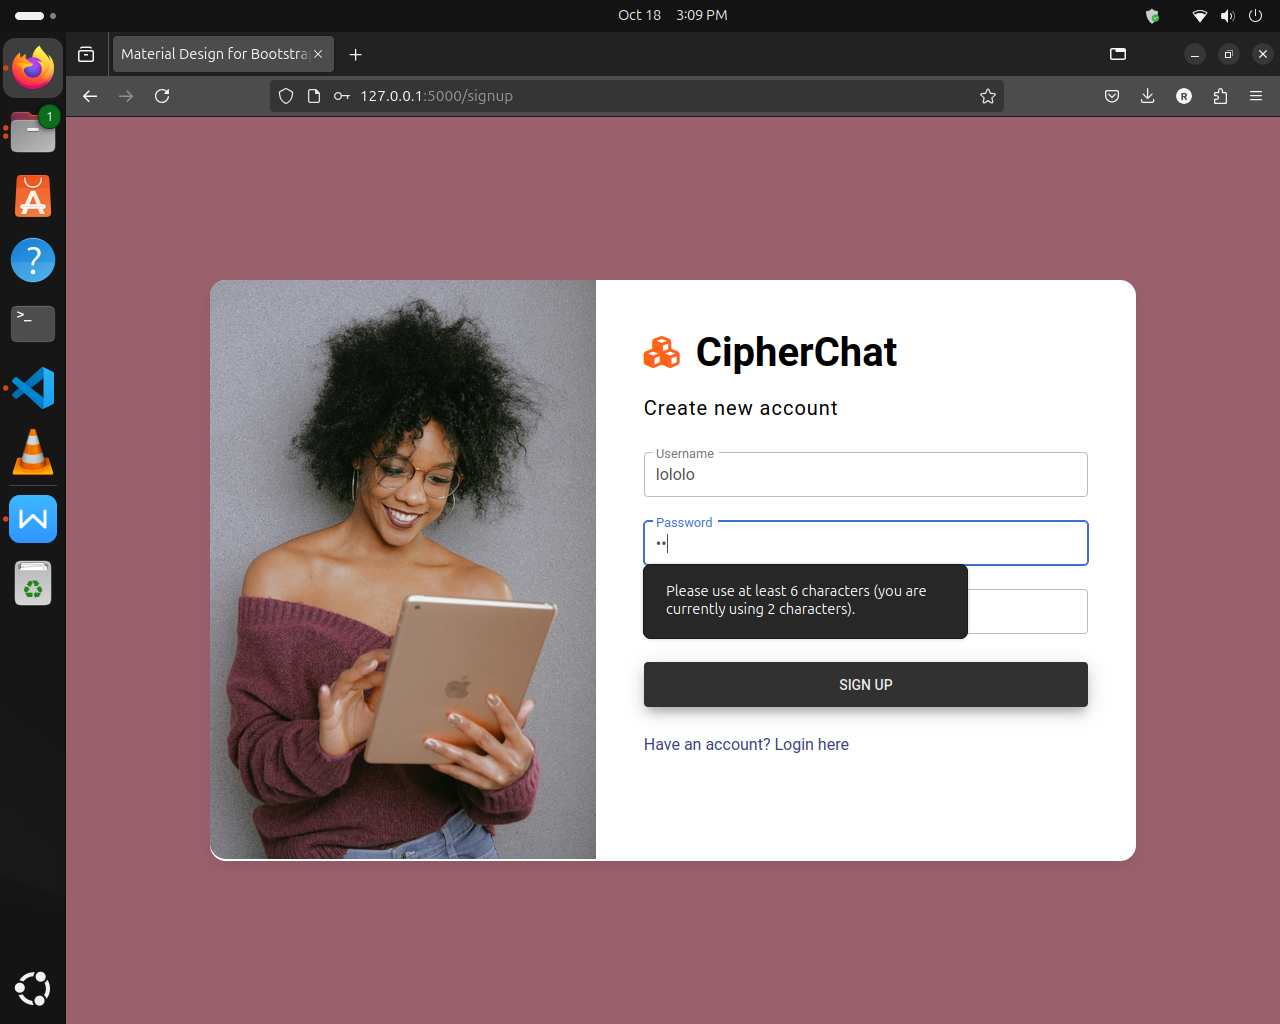 Oct 18 3:09 PM
Material Design for Bootstra
127.0.0.1:5000/signup
R
1
A
?
>_
W
CipherChat
Create new account
Username
lololo
Password
••
Please use at least 6 characters (you are
currently using 2 characters).
SIGN UP
Have an account? Login here